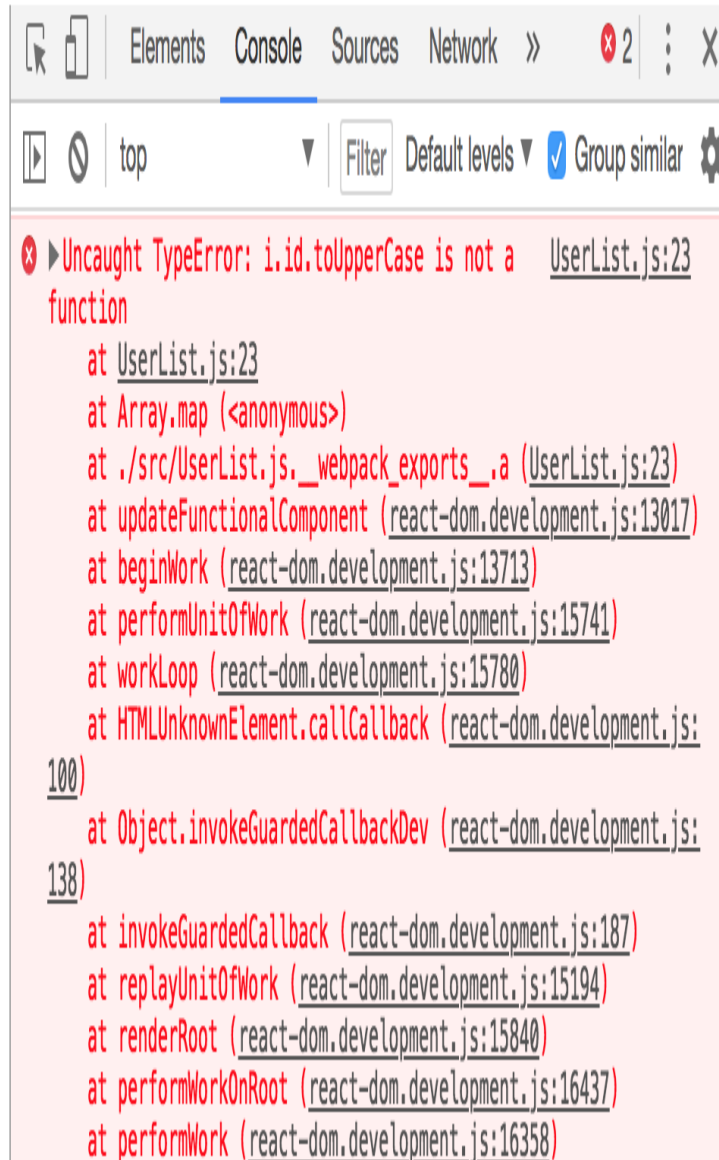 Elements Console Sources Network » 2
top ▼ Filter Default levels ▼ Group similar
▶Uncaught TypeError: i.id.toUpperCase is not a UserList.js:23
function
at UserList.js:23
at Array.map (<anonymous>)
at ./src/UserList.js.__webpack_exports__.a (UserList.js:23)
at updateFunctionalComponent (react-dom.development.js:13017)
at beginWork (react-dom.development.js:13713)
at performUnitOfWork (react-dom.development.js:15741)
at workLoop (react-dom.development.js:15780)
at HTMLUnknownElement.callCallback (react-dom.development.js:
100)
at Object.invokeGuardedCallbackDev (react-dom.development.js:
138)
at invokeGuardedCallback (react-dom.development.js:187)
at replayUnitOfWork (react-dom.development.js:15194)
at renderRoot (react-dom.development.js:15840)
at performWorkOnRoot (react-dom.development.js:16437)
at performWork (react-dom.development.js:16358)